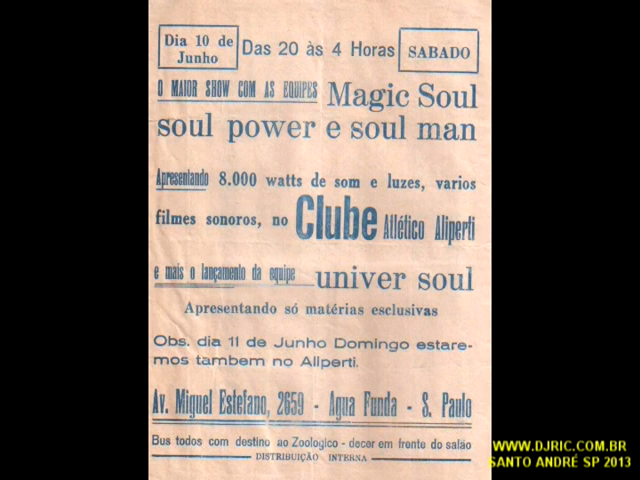 Dia 10 de
Junho
Das 20 às 4 Horas
SABADO
O MAIOR SHOW COM AS EQUIPES Magic Soul
soul power e soul man
Apresentando 8.000 watts de som e luzes, varios
filmes sonoros, no Clube Atlético Aliperti
e mais o lançamento da equipe univer soul
Apresentando só matérias esclusivas
Obs. dia 11 de Junho Domingo estare-
mos tambem no Aliperti.
Av. Miguel Estefano, 2659 - Agua Funda - S. Paulo
Bus todos com destino ao Zoologico - decer em frente do salão
DISTRIBUIÇÃO INTERNA
WWW.DJRIC.COM.BR
SANTO ANDRÉ SP 2013